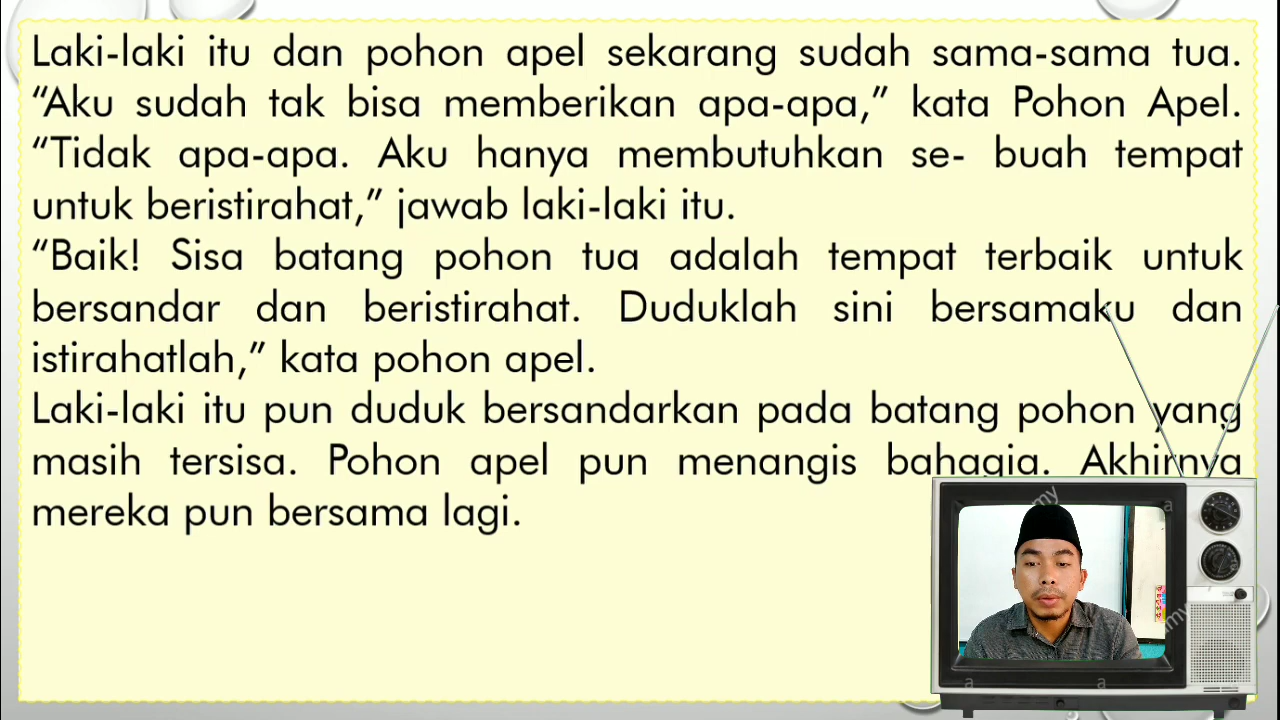 Laki-laki itu dan pohon apel sekarang sudah sama-sama tua.
“Aku sudah tak bisa memberikan apa-apa,” kata Pohon Apel.
“Tidak apa-apa. Aku hanya membutuhkan se- buah tempat
untuk beristirahat,” jawab laki-laki itu.
“Baik! Sisa batang pohon tua adalah tempat terbaik untuk
bersandar dan beristirahat. Duduklah sini bersamaku dan
istirahatlah,” kata pohon apel.
Laki-laki itu pun duduk bersandarkan pada batang pohon yang
masih tersisa. Pohon apel pun menangis bahagia. Akhirnya
mereka pun bersama lagi.